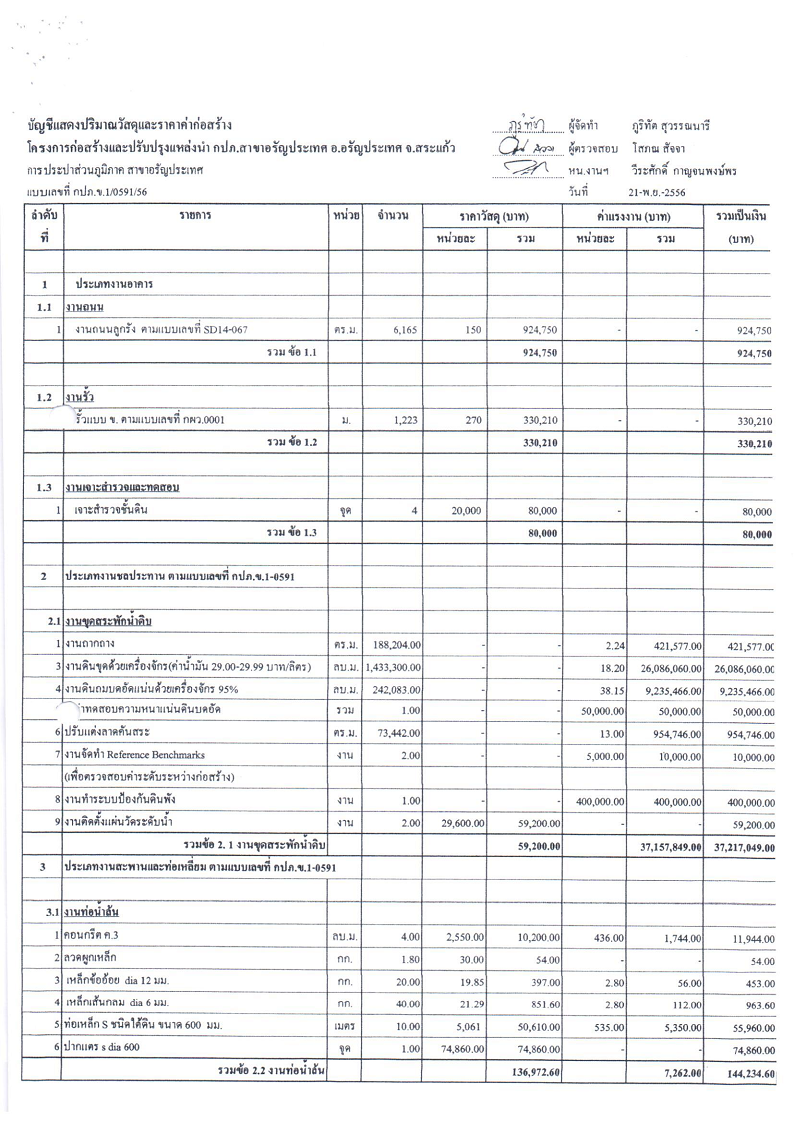 บัญชีแสดงปริมาณวัสดุและราคาค่าก่อสร้าง ผู้จัดทำ ภูริทัต สุวรรณนารี
โครงการก่อสร้างและปรับปรุงแหล่งน้ำ กปภ.สาขาอรัญประเทศ อ.อรัญประเทศ จ.สระแก้ว ผู้ตรวจสอบ โสภณ สัจจา
การประปาส่วนภูมิภาค สาขาอรัญประเทศ หน.งานฯ วีระศักดิ์ กาญจนพงษ์พร
แบบเลขที่ กปภ.ข.1/0591/56 วันที่ 21-พ.ย.-2556
ลำดับ รายการ หน่วย จำนวน ราคาวัสดุ (บาท) ค่าแรงงาน (บาท) รวมเป็นเงิน
ที่ หน่วยละ รวม หน่วยละ รวม (บาท)
1 ประเภทงานอาคาร
1.1 งานถนน
1 งานถนนลูกรัง ตามแบบเลขที่ SD14-067 ตร.ม. 6,165 150 924,750 - - 924,750
รวม ข้อ 1.1 924,750 924,750
1.2 งานรั้ว
รั้วแบบ ข. ตามแบบเลขที่ กผว.0001 ม. 1,223 270 330,210 - - 330,210
รวม ข้อ 1.2 330,210 330,210
1.3 งานเจาะสำรวจและทดสอบ
1 เจาะสำรวจชั้นดิน จุด 4 20,000 80,000 - - 80,000
รวม ข้อ 1.3 80,000 80,000
2 ประเภทงานชลประทาน ตามแบบเลขที่ กปภ.ข.1-0591
2.1 งานขุดสระพักน้ำดิบ
1 งานถากถาง ตร.ม. 188,204.00 - - 2.24 421,577.00 421,577.00
3 งานดินขุดด้วยเครื่องจักร(ค่าน้ำมัน 29.00-29.99 บาท/ลิตร) ลบ.ม. 1,433,300.00 - - 18.20 26,086,060.00 26,086,060.00
4 งานดินถมบดอัดแน่นด้วยเครื่องจักร 95% ลบ.ม. 242,083.00 - - 38.15 9,235,466.00 9,235,466.00
าทดสอบความหนาแน่นดินบดอัด รวม 1.00 - - 50,000.00 50,000.00 50,000.00
6 ปรับแต่งลาดคันสระ ตร.ม. 73,442.00 - - 13.00 954,746.00 954,746.00
7 งานจัดทำ Reference Benchmarks งาน 2.00 5,000.00 10,000.00 10,000.00
(เพื่อตรวจสอบค่าระดับระหว่างก่อสร้าง)
8 งานทำระบบป้องกันดินพัง งาน 1.00 - - 400,000.00 400,000.00 400,000.00
9 งานติดตั้งแผ่นวัดระดับน้ำ งาน 2.00 29,600.00 59,200.00 - - 59,200.00
รวมข้อ 2. 1 งานขุดสระพักน้ำดิบ 59,200.00 37,157,849.00 37,217,049.00
3 ประเภทงานสะพานและท่อเหลี่ยม ตามแบบเลขที่ กปภ.ข.1-0591
3.1 งานท่อน้ำล้น
1 คอนกรีต ค.3 ลบ.ม. 4.00 2,550.00 10,200.00 436.00 1,744.00 11,944.00
2 ลวดผูกเหล็ก กก. 1.80 30.00 54.00 - - 54.00
3 เหล็กข้ออ้อย dia 12 มม. กก. 20.00 19.85 397.00 2.80 56.00 453.00
4 เหล็กเส้นกลม dia 6 มม. กก. 40.00 21.29 851.60 2.80 112.00 963.60
5 ท่อเหล็ก S ชนิดใต้ดิน ขนาด 600 มม. เมตร 10.00 5,061 50,610.00 535.00 5,350.00 55,960.00
6 ปากแตร s dia 600 จุด 1.00 74,860.00 74,860.00 - - 74,860.00
รวมข้อ 2.2 งานท่อน้ำล้น 136,972.60 7,262.00 144,234.60